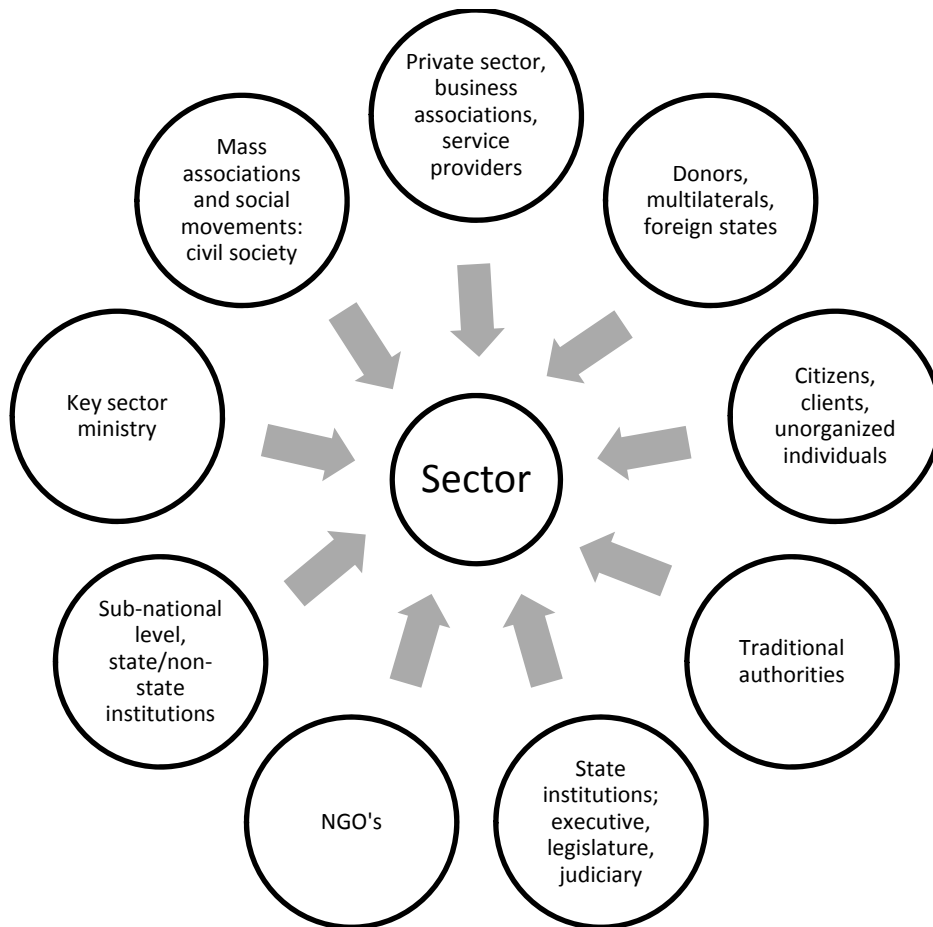 Private sector,
business
associations,
service
providers
Donors,
multilaterals,
foreign states
Citizens,
clients,
unorganized
individuals
Traditional
authorities
State
institutions;
executive,
legislature,
judiciary
NGO's
Sub-national
level,
state/non-
state
institutions
Key sector
ministry
Mass
associations
and social
movements:
civil society
Sector